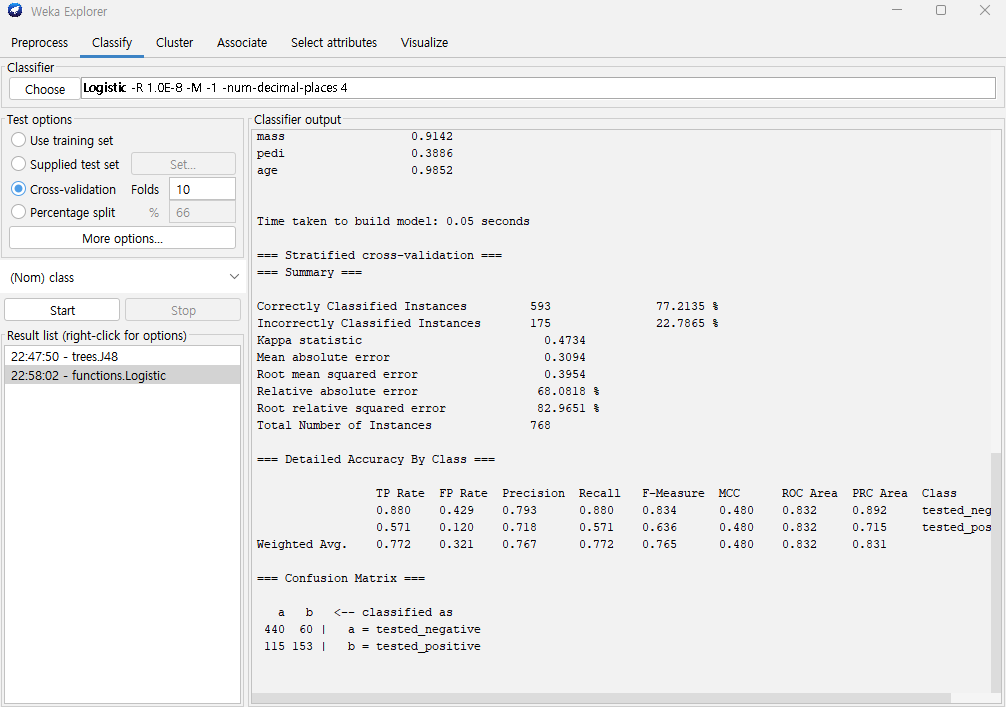 Weka Explorer
Preprocess Classify Cluster Associate Select attributes Visualize
Classifier
Choose Logistic -R 1.0E-8 -M -1 -num-decimal-places 4
Test options
Use training set
Supplied test set Set...
Cross-validation Folds 10
Percentage split % 66
More options...
(Nom) class
Start Stop
Result list (right-click for options)
22:47:50 - trees.J48
22:58:02 - functions.Logistic
Classifier output
mass 0.9142
pedi 0.3886
age 0.9852
Time taken to build model: 0.05 seconds
=== Stratified cross-validation ===
=== Summary ===
Correctly Classified Instances 593 77.2135 %
Incorrectly Classified Instances 175 22.7865 %
Kappa statistic 0.4734
Mean absolute error 0.3094
Root mean squared error 0.3954
Relative absolute error 68.0818 %
Root relative squared error 82.9651 %
Total Number of Instances 768
=== Detailed Accuracy By Class ===
TP Rate FP Rate Precision Recall F-Measure MCC ROC Area PRC Area Class
0.880 0.429 0.793 0.880 0.834 0.480 0.832 0.892 tested_neg
0.571 0.120 0.718 0.571 0.636 0.480 0.832 0.715 tested_pos
Weighted Avg. 0.772 0.321 0.767 0.772 0.765 0.480 0.832 0.831
=== Confusion Matrix ===
a b <-- classified as
440 60 | a = tested_negative
115 153 | b = tested_positive